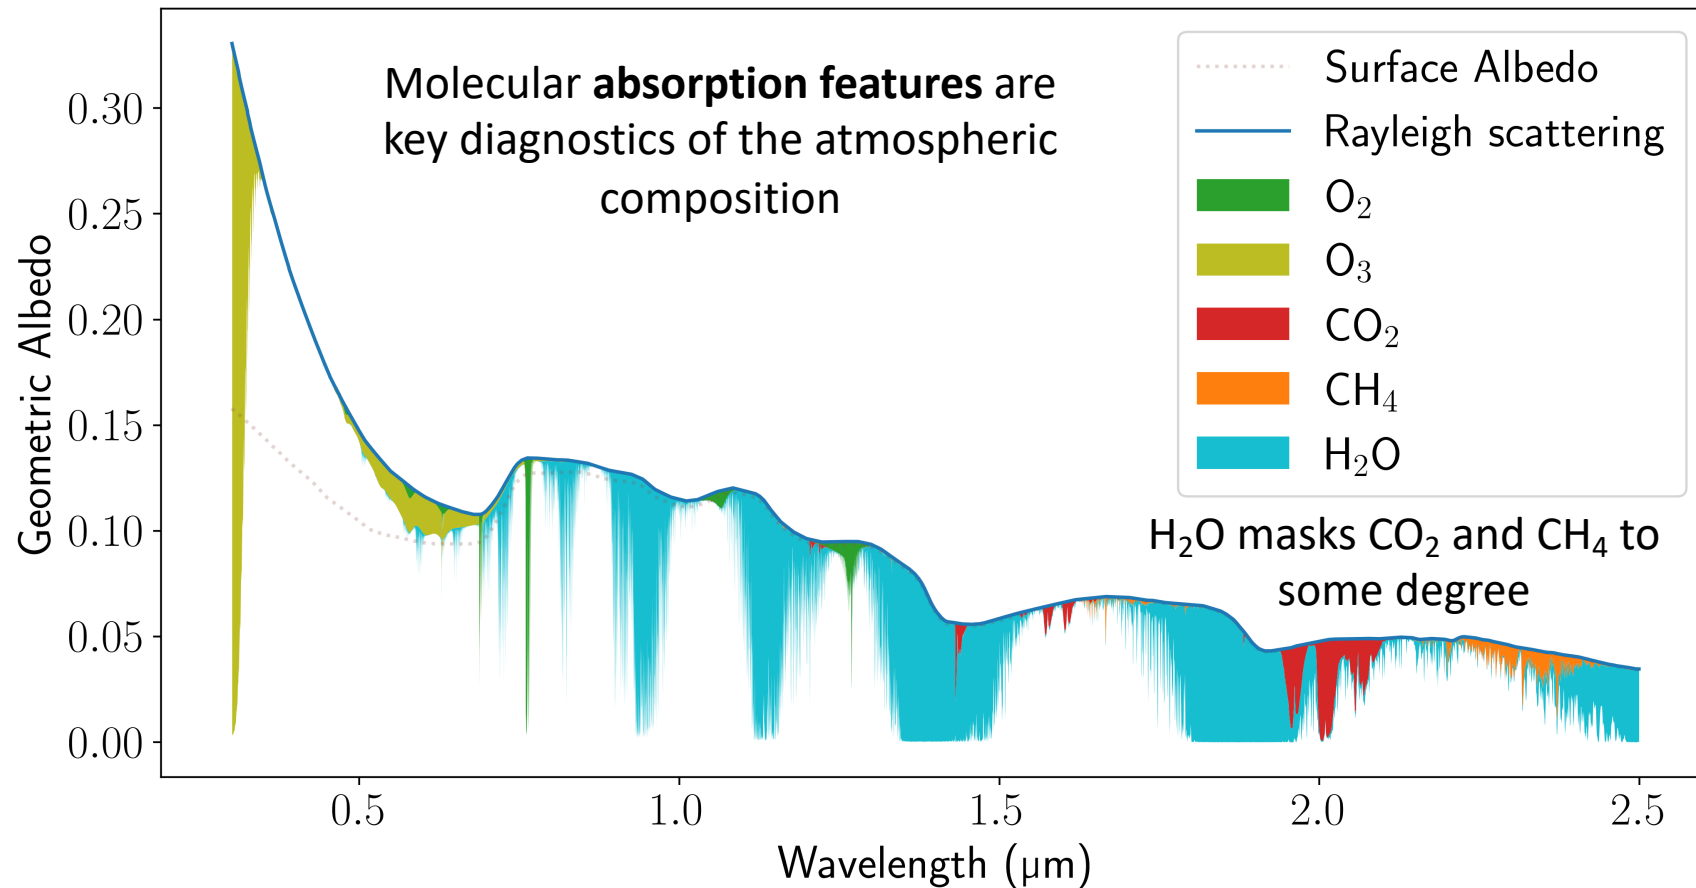 Molecular absorption features are
key diagnostics of the atmospheric
composition
Surface Albedo
Rayleigh scattering
O₂
O₃
CO₂
CH₄
H₂O
H₂O masks CO₂ and CH₄ to
some degree
Geometric Albedo
0.30
0.25
0.20
0.15
0.10
0.05
0.00
0.5
1.0
1.5
2.0
2.5
Wavelength (μm)